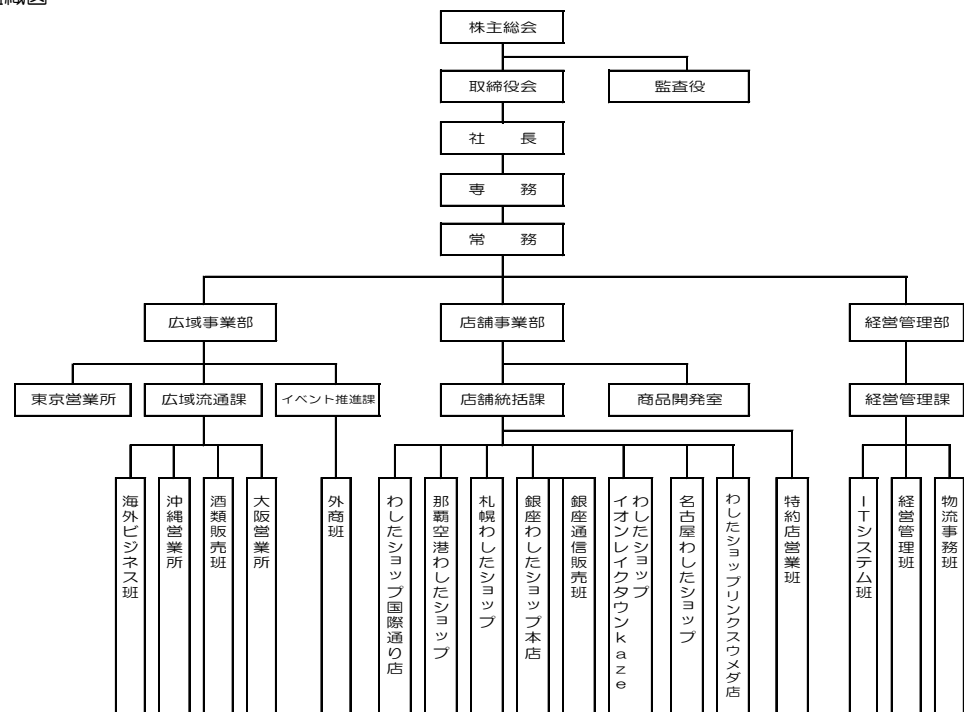 組織図
株主総会
取締役会
監査役
社　長
専　務
常　務
広域事業部
店舗事業部
経営管理部
東京営業所
広域流通課
イベント推進課
店舗統括課
商品開発室
経営管理課
海外ビジネス班
沖縄営業所
酒類販売班
大阪営業所
外商班
わしたショップ国際通り店
那覇空港わしたショップ
札幌わしたショップ
銀座わしたショップ本店
銀座通信販売班
わしたショップ
イオンレイクタウンkaze
名古屋わしたショップ
わしたショップリンクスウメダ店
特約店営業班
ITシステム班
経営管理班
物流事務班